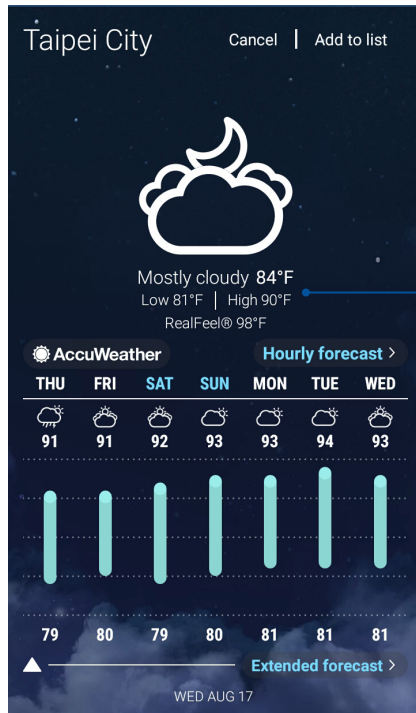 Taipei City
Cancel | Add to list
Mostly cloudy 84°F
Low 81°F | High 90°F
RealFeel® 98°F
AccuWeather Hourly forecast >
THU FRI SAT SUN MON TUE WED
91 91 92 93 93 94 93
79 80 79 80 81 81 81
Extended forecast >
WED AUG 17